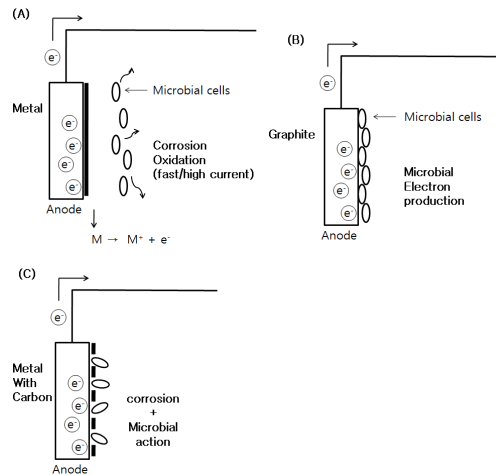 (A)
e⁻
Metal
Microbial cells
e⁻
e⁻
e⁻
e⁻
Corrosion
Oxidation
(fast/high current)
Anode
M → M⁺ + e⁻
(B)
e⁻
Graphite
Microbial cells
e⁻
e⁻
e⁻
e⁻
e⁻
Microbial
Electron
production
Anode
(C)
e⁻
Metal
With
Carbon
e⁻
e⁻
e⁻
e⁻
corrosion
+
Microbial
action
Anode